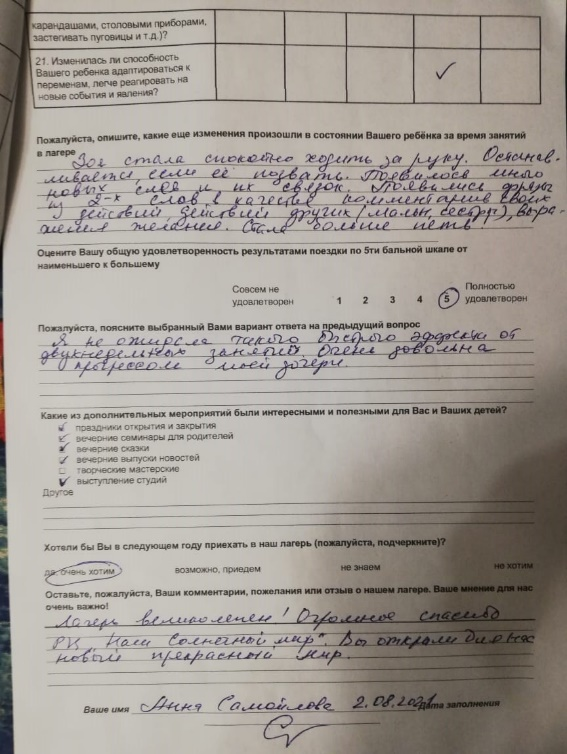 карандашами, столовыми приборами,
застегивать пуговицы и т.д.)?
21. Изменилась ли способность
Вашего ребенка адаптироваться к
переменам, легче реагировать на
новые события и явления?
Пожалуйста, опишите, какие еще изменения произошли в состоянии Вашего ребёнка за время занятий
в лагере
Зоя стала спокойно ходить за руку. Останав-
ливается, если её позвать. Появилось много
новых слов и их связок. Появились фразы
из 2-х слов в качестве комментария своих
действий, действий других (мамы, сестры), выра-
жения желания. Стала больше петь
Оцените Вашу общую удовлетворенность результатами поездки по 5ти бальной шкале от
наименьшего к большему
Совсем не удовлетворен 1 2 3 4 5 Полностью удовлетворен
Пожалуйста, поясните выбранный Вами вариант ответа на предыдущий вопрос
Я не ожидала такого быстрого эффекта от
двухнедельных занятий. Очень довольна
прогрессом моей дочери.
Какие из дополнительных мероприятий были интересными и полезными для Вас и Ваших детей?
праздники открытия и закрытия
вечерние семинары для родителей
вечерние сказки
вечерние выпуски новостей
творческие мастерские
выступление студий
Другое
Хотели бы Вы в следующем году приехать в наш лагерь (пожалуйста, подчеркните)?
да, очень хотим возможно, приедем не знаем не хотим
Оставьте, пожалуйста, Ваши комментарии, пожелания или отзыв о нашем лагере. Ваше мнение для нас
очень важно!
Лагерь великолепен! Огромное спасибо
РЦ "Наш Солнечный мир". Вы открыли для нас
новый прекрасный мир.
Ваше имя Анна Самойлова 2.08.2021 Дата заполнения